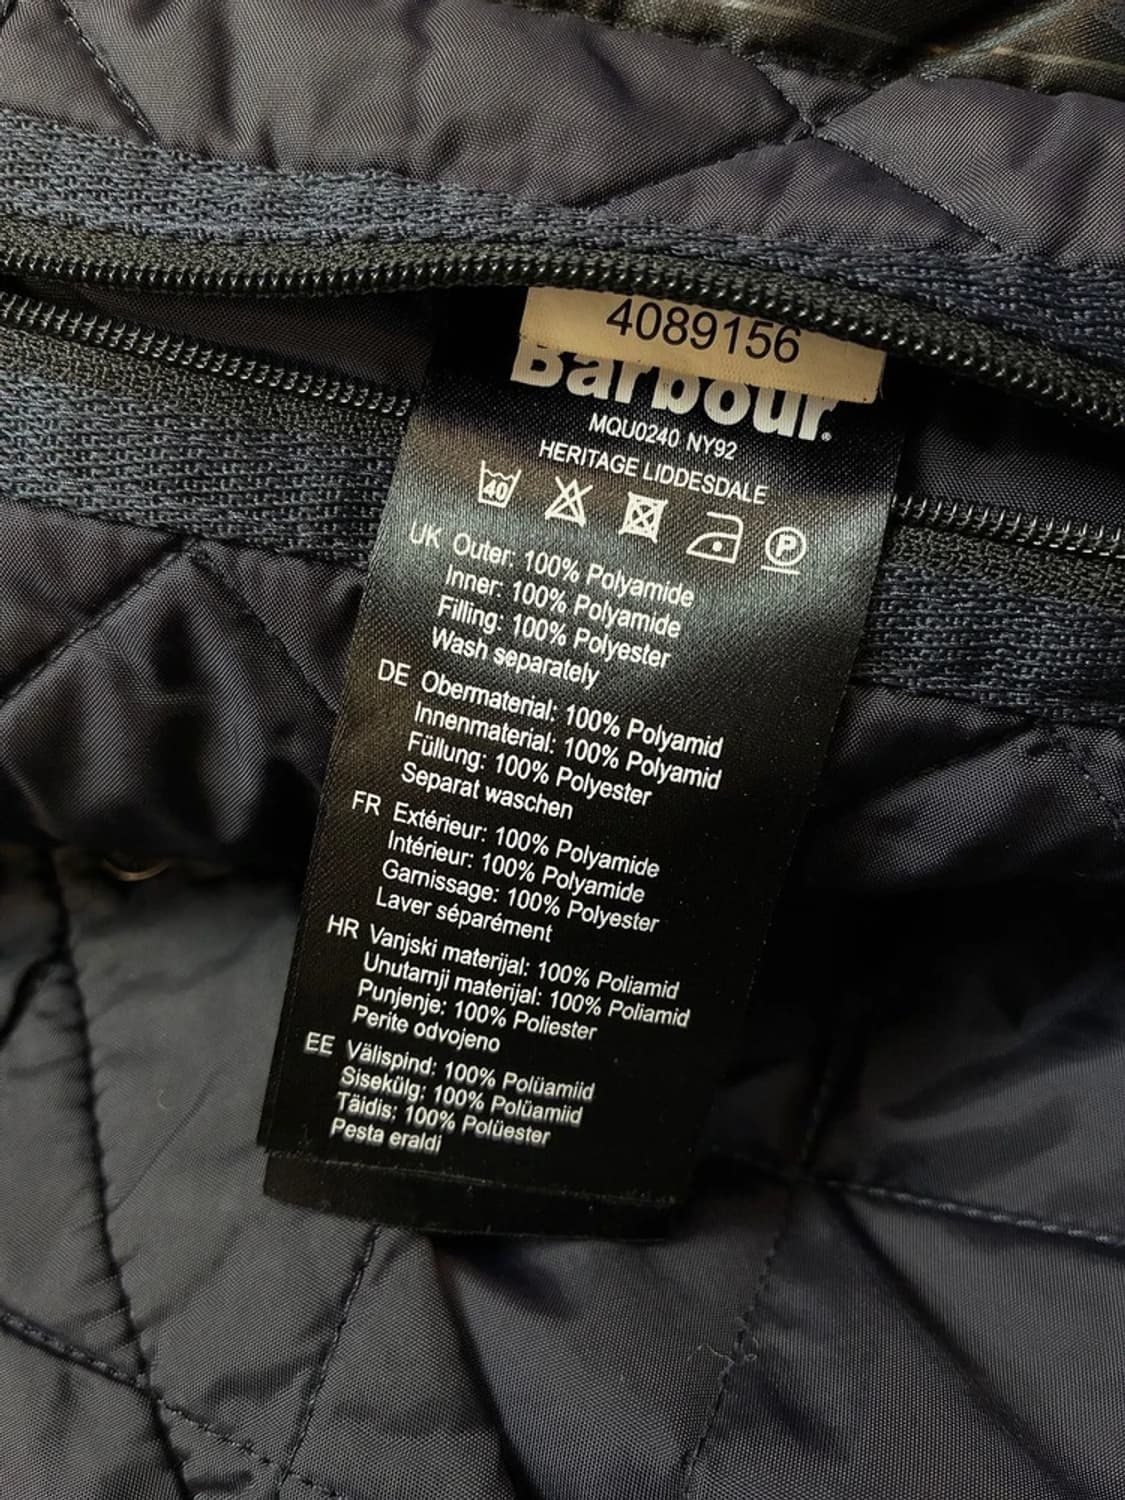 4089156
Barbour
MQU0240 NY92
HERITAGE LIDDESDALE
40
P
UK Outer: 100% Polyamide
Inner: 100% Polyamide
Filling: 100% Polyester
Wash separately
DE Obermaterial: 100% Polyamid
Innenmaterial: 100% Polyamid
Füllung: 100% Polyester
Separat waschen
FR Extérieur: 100% Polyamide
Intérieur: 100% Polyamide
Garnissage: 100% Polyester
Laver séparément
HR Vanjski materijal: 100% Poliamid
Unutarnji materijal: 100% Poliamid
Punjenje: 100% Poliester
Perite odvojeno
EE Välispind: 100% Polüamiid
Sisekülg: 100% Polüamiid
Täidis: 100% Polüester
Pesta eraldi